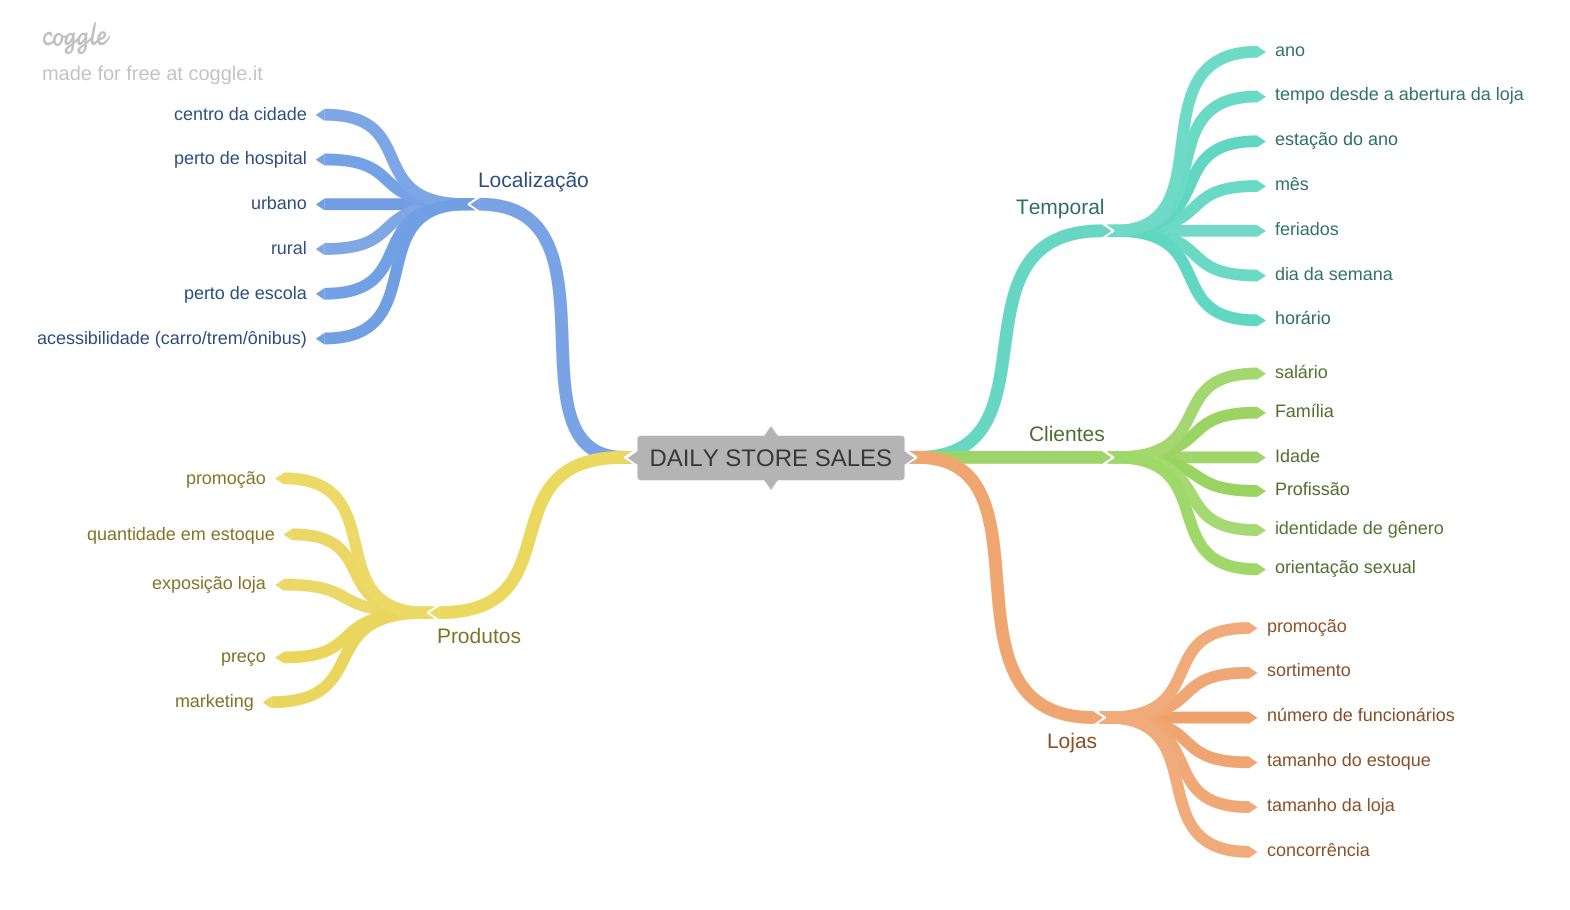 coggle
made for free at coggle.it
centro da cidade
perto de hospital
urbano
rural
perto de escola
acessibilidade (carro/trem/ônibus)
Localização
promoção
quantidade em estoque
exposição loja
preço
marketing
Produtos
DAILY STORE SALES
Temporal
ano
tempo desde a abertura da loja
estação do ano
mês
feriados
dia da semana
horário
Clientes
salário
Família
Idade
Profissão
identidade de gênero
orientação sexual
Lojas
promoção
sortimento
número de funcionários
tamanho do estoque
tamanho da loja
concorrência